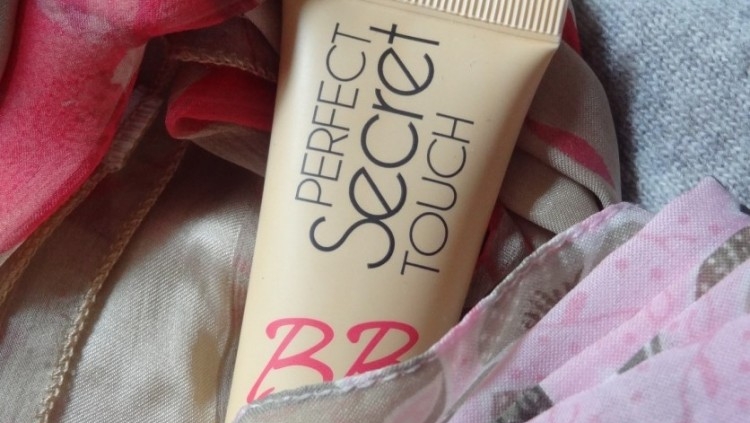 PERFECT
Secret
TOUCH
BB